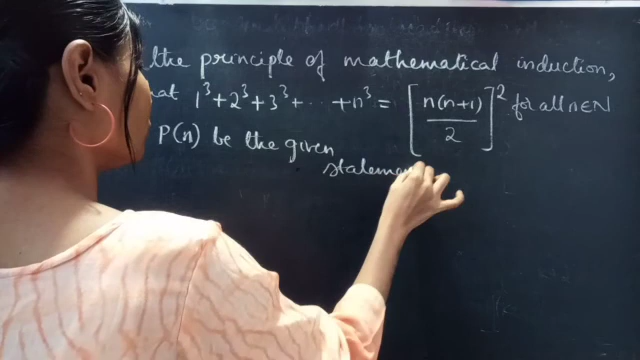 the principle of mathematical induction,
at 1³+2³+3³+ ... +n³ = [n(n+1)/2]² for all n∈N
P(n) be the given
statemen